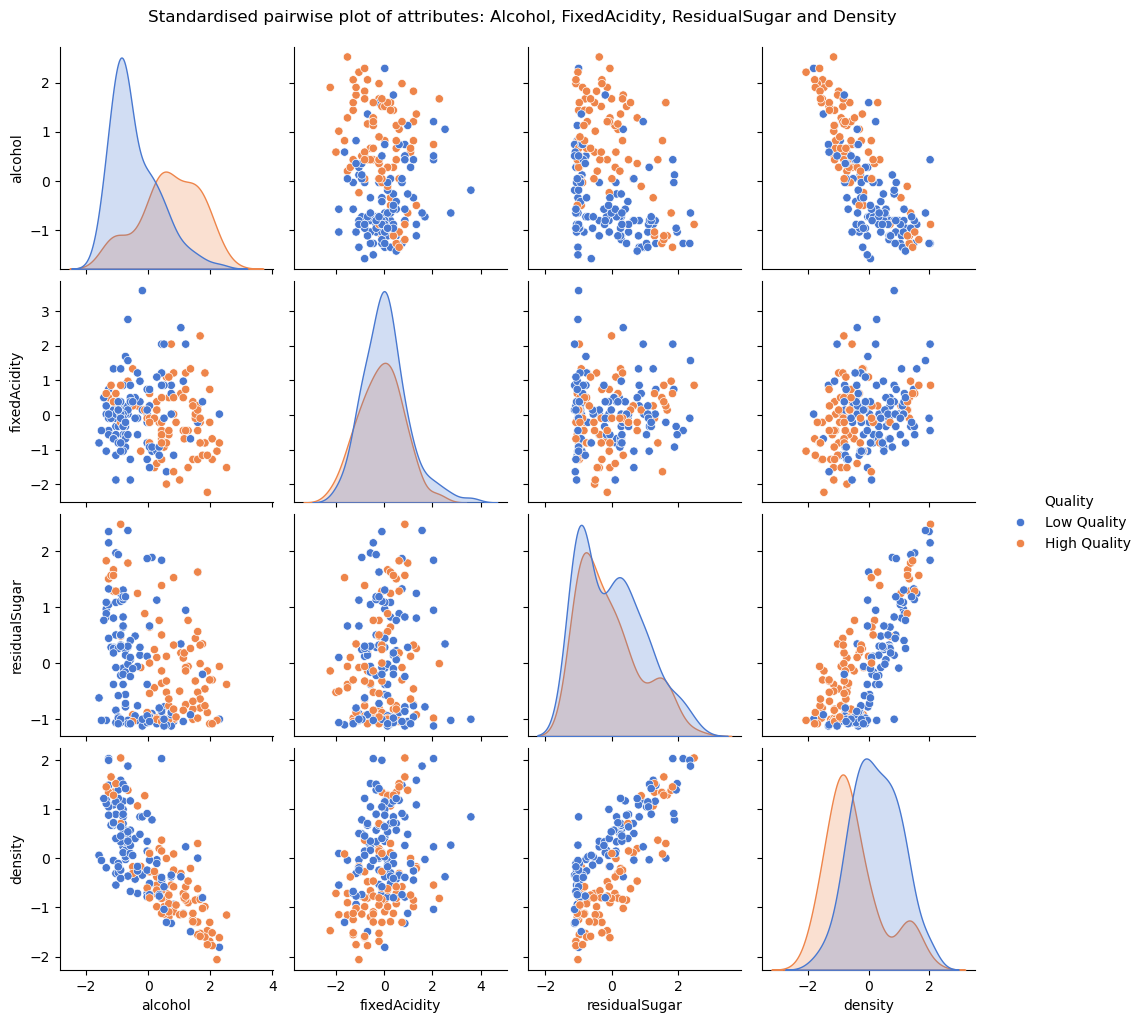 Standardised pairwise plot of attributes: Alcohol, FixedAcidity, ResidualSugar and Density
alcohol
2
1
0
−1
fixedAcidity
3
2
1
0
−1
−2
Quality
Low Quality
High Quality
residualSugar
2
1
0
−1
density
2
1
0
−1
−2
−2 0 2 4 −2 0 2 4 −2 0 2 −2 0 2
alcohol fixedAcidity residualSugar density